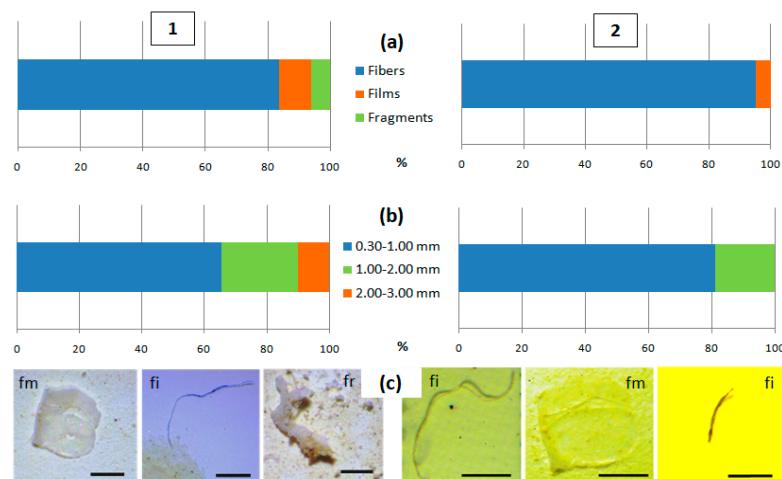 1
(a)
2
Fibers
Films
Fragments
0 20 40 60 80 100
%
0 20 40 60 80 100
(b)
0.30-1.00 mm
1.00-2.00 mm
2.00-3.00 mm
0 20 40 60 80 100
%
0 20 40 60 80 100
fm
fi
fr
(c)
fi
fm
fi